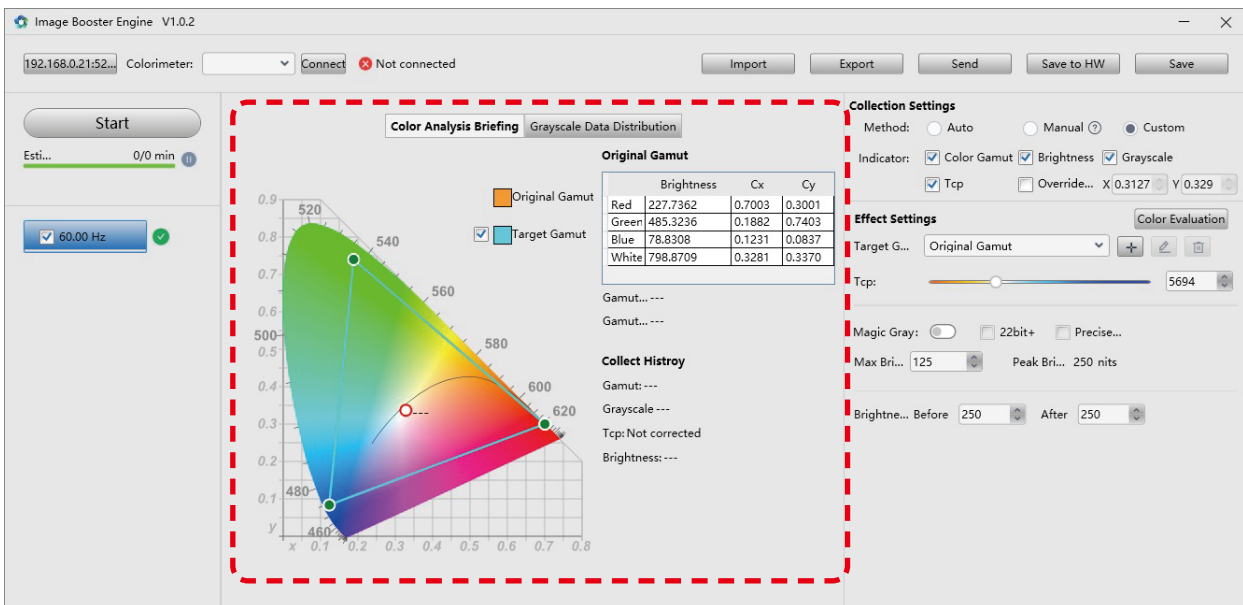 Image Booster Engine V1.0.2
192.168.0.21:52... Colorimeter: Connect Not connected Import Export Send Save to HW Save
Start
Esti... 0/0 min
60.00 Hz
Color Analysis Briefing Grayscale Data Distribution
Original Gamut
Target Gamut
0.9
0.8
0.7
0.6
0.5
0.4
0.3
0.2
0.1
y
x 0.1 0.2 0.3 0.4 0.5 0.6 0.7 0.8
520
540
560
580
600
620
500
480
460
---
Original Gamut
Brightness Cx Cy
Red 227.7362 0.7003 0.3001
Green 485.3236 0.1882 0.7403
Blue 78.8308 0.1231 0.0837
White 798.8709 0.3281 0.3370
Gamut... ---
Gamut... ---
Collect Histroy
Gamut: ---
Grayscale ---
Tcp: Not corrected
Brightness: ---
Collection Settings
Method: Auto Manual ? Custom
Indicator: Color Gamut Brightness Grayscale
Tcp Override... X 0.3127 Y 0.329
Effect Settings Color Evaluation
Target G... Original Gamut
Tcp: 5694
Magic Gray: 22bit+ Precise...
Max Bri... 125 Peak Bri... 250 nits
Brightne... Before 250 After 250